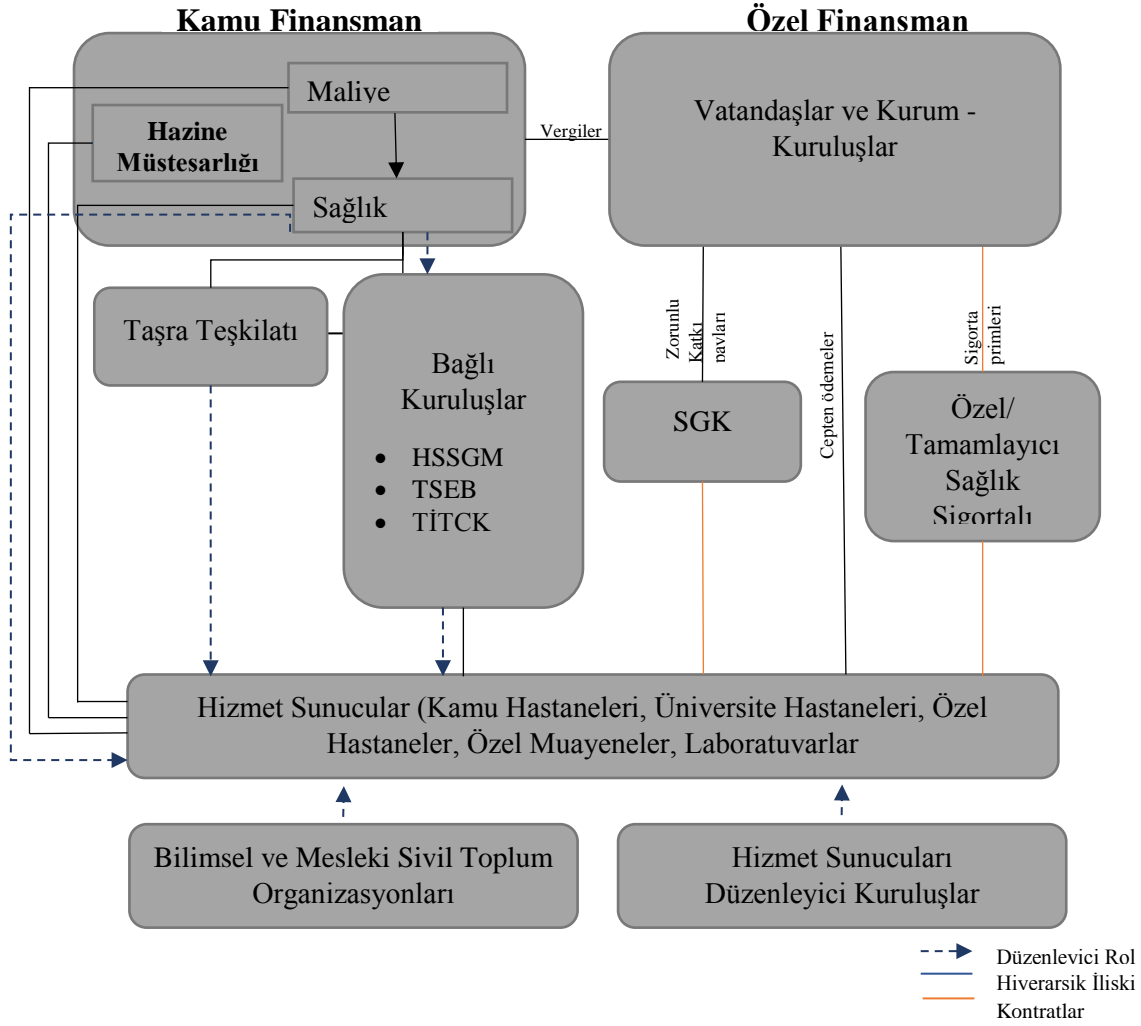 Kamu Finansman
Özel Finansman
Maliye
Hazine
Müstesarlığı
Sağlık
Vergiler
Vatandaşlar ve Kurum -
Kuruluşlar
Taşra Teşkilatı
Bağlı
Kuruluşlar
• HSSGM
• TSEB
• TİTCK
Zorunlu
Katkı
payları
SGK
Cepten ödemeler
Sigorta
primleri
Özel/
Tamamlayıcı
Sağlık
Sigortalı
Hizmet Sunucular (Kamu Hastaneleri, Üniversite Hastaneleri, Özel
Hastaneler, Özel Muayeneler, Laboratuvarlar
Bilimsel ve Mesleki Sivil Toplum
Organizasyonları
Hizmet Sunucuları
Düzenleyici Kuruluşlar
Düzenleyici Rol
Hiyerarşik İlişki
Kontratlar